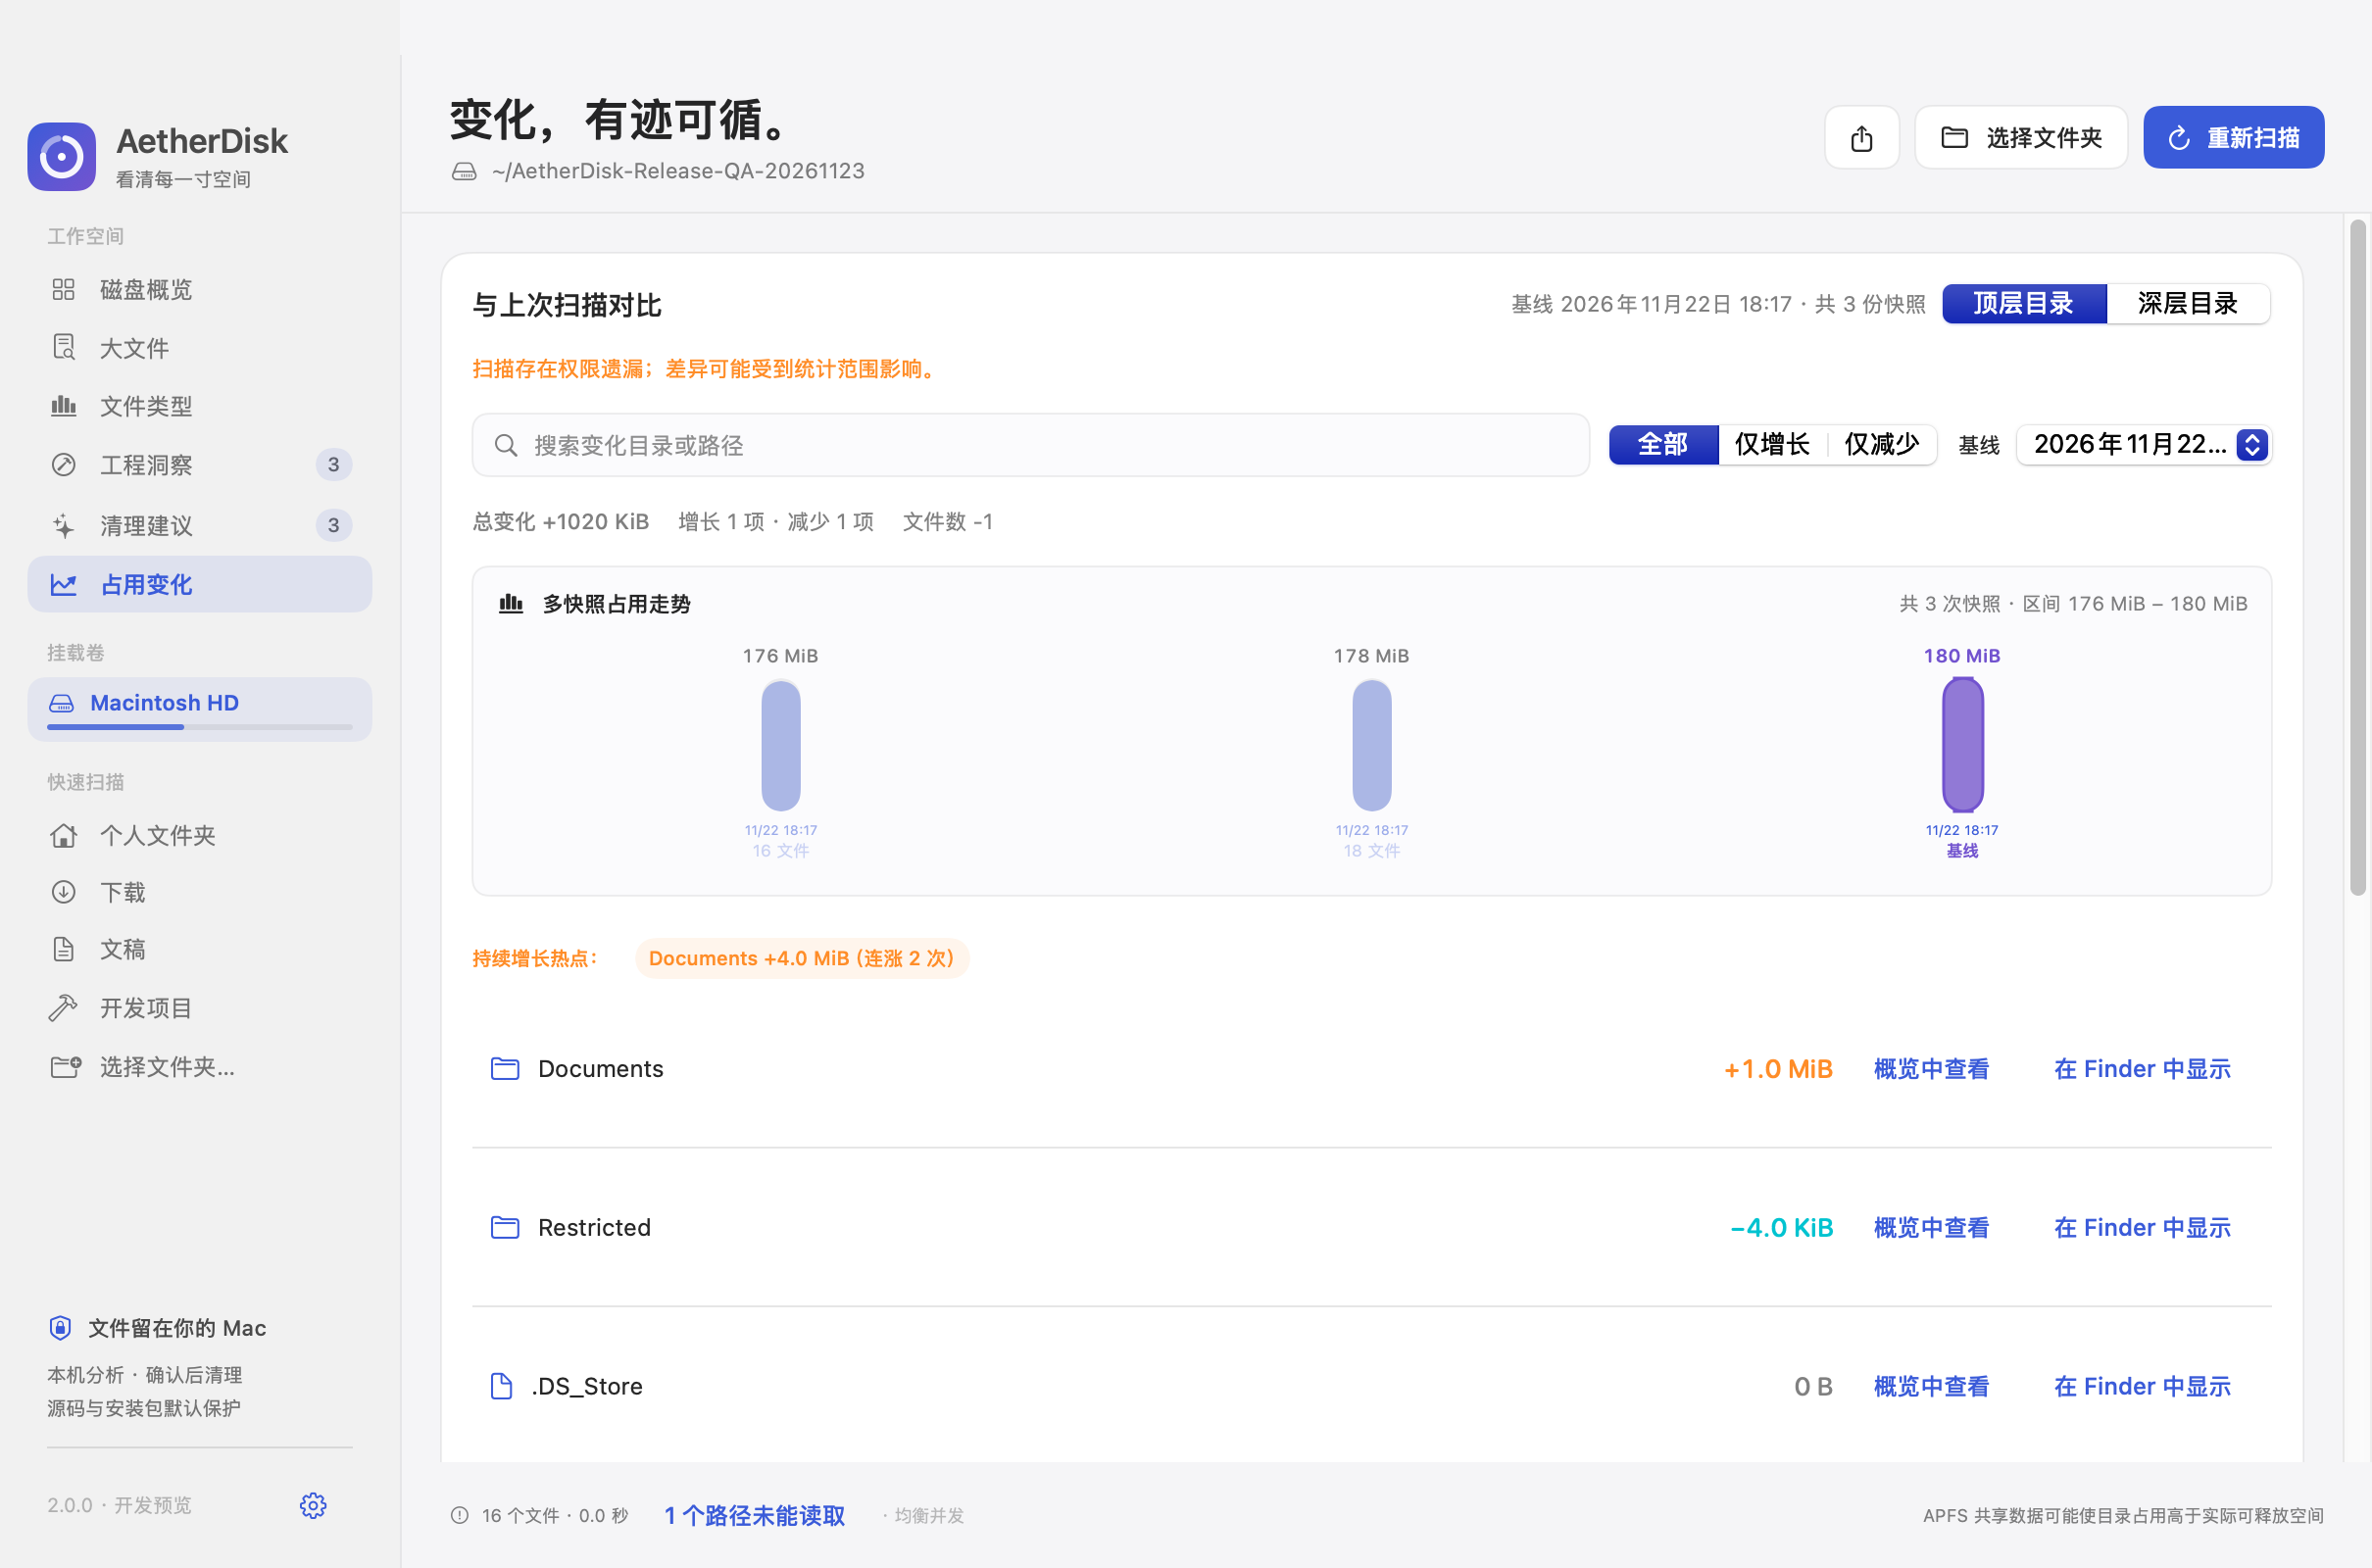 AetherDisk
看清每一寸空间
工作空间
磁盘概览
大文件
文件类型
工程洞察 3
清理建议 3
占用变化
挂载卷
Macintosh HD
快速扫描
个人文件夹
下载
文稿
开发项目
选择文件夹...
文件留在你的 Mac
本机分析 · 确认后清理
源码与安装包默认保护
2.0.0 · 开发预览
变化，有迹可循。
~/AetherDisk-Release-QA-20261123
选择文件夹
重新扫描
与上次扫描对比
基线 2026年11月22日 18:17 · 共 3 份快照
顶层目录 深层目录
扫描存在权限遗漏；差异可能受到统计范围影响。
搜索变化目录或路径
全部 仅增长 仅减少 基线 2026年11月22...
总变化 +1020 KiB 增长 1 项 · 减少 1 项 文件数 -1
多快照占用走势
共 3 次快照 · 区间 176 MiB – 180 MiB
176 MiB 178 MiB 180 MiB
11/22 18:17 11/22 18:17 11/22 18:17
16 文件 18 文件 基线
持续增长热点： Documents +4.0 MiB (连涨 2 次)
Documents +1.0 MiB 概览中查看 在 Finder 中显示
Restricted −4.0 KiB 概览中查看 在 Finder 中显示
.DS_Store 0 B 概览中查看 在 Finder 中显示
16 个文件 · 0.0 秒 1 个路径未能读取 · 均衡并发
APFS 共享数据可能使目录占用高于实际可释放空间